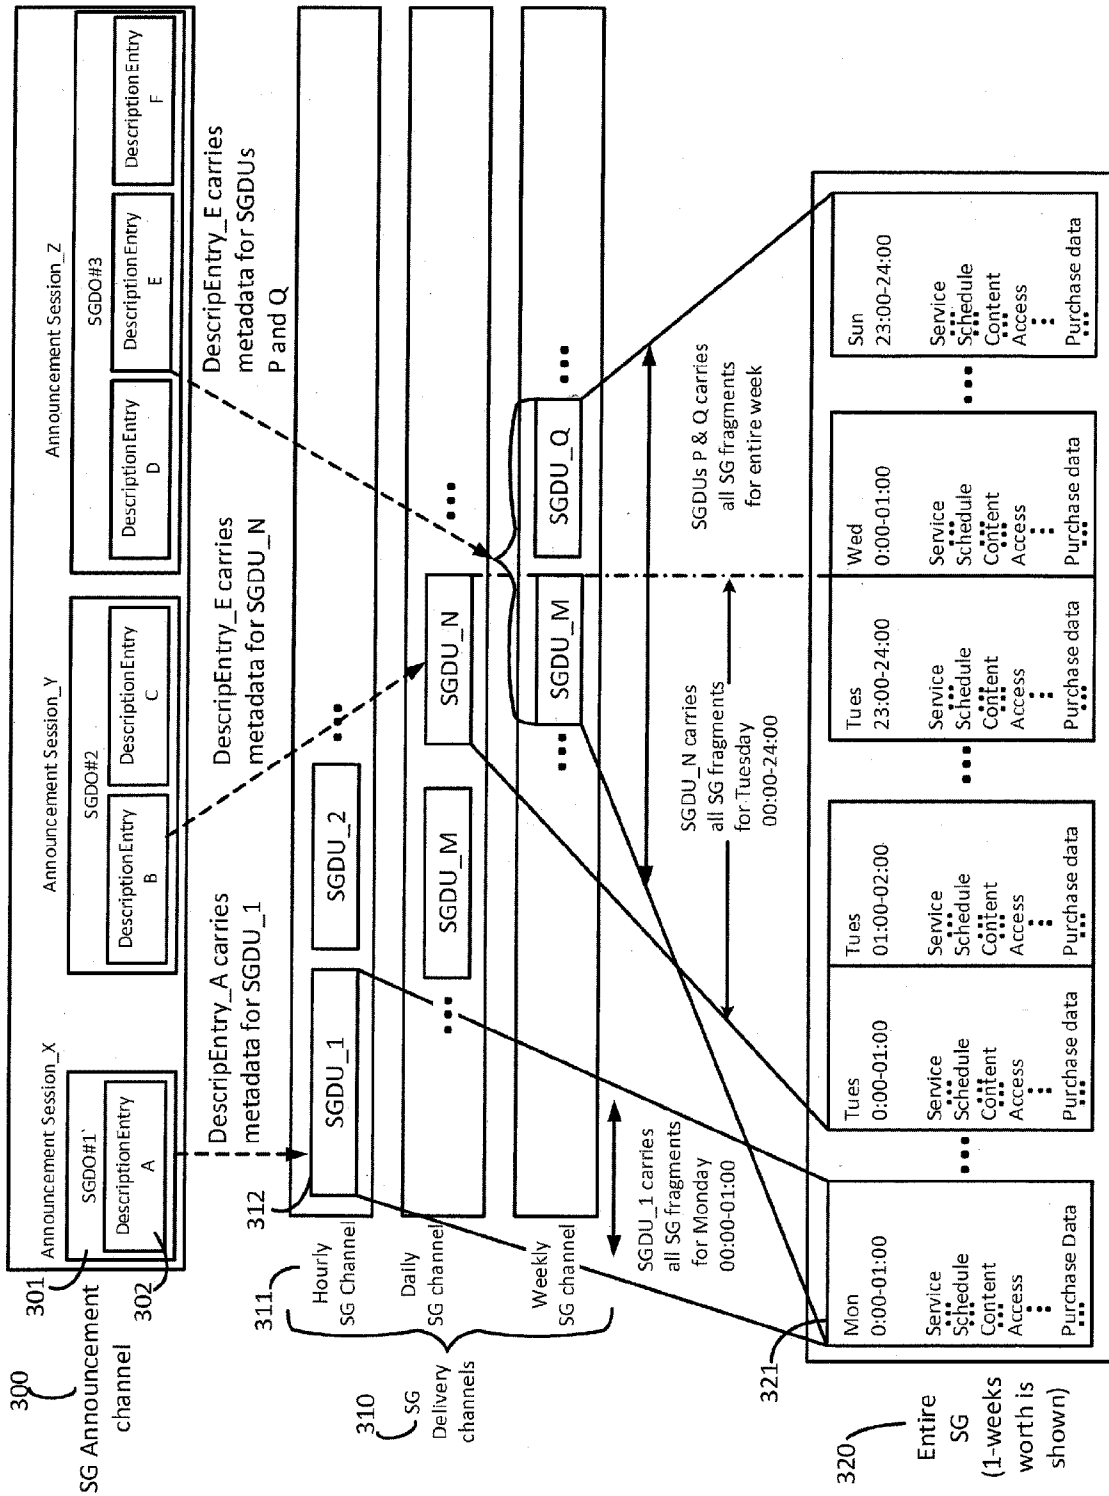 300
SG Announcement
channel
301
302
Announcement Session_X
SGDO#1`
DescriptionEntry
A
Announcement Session_Y
SGDO#2
DescriptionEntry
B
DescriptionEntry
C
Announcement Session_Z
SGDO#3
DescriptionEntry
D
DescriptionEntry
E
DescriptionEntry
F
DescripEntry_A carries
metadata for SGDU_1
DescripEntry_E carries
metadata for SGDU_N
DescripEntry_E carries
metadata for SGDUs
P and Q
310
SG
Delivery
channels
311
312
Hourly
SG Channel
SGDU_1
SGDU_2
Daily
SG channel
SGDU_M
SGDU_N
Weekly
SG channel
SGDU_M
SGDU_Q
SGDU_1 carries
all SG fragments
for Monday
00:00-01:00
SGDU_N carries
all SG fragments
for Tuesday
00:00-24:00
SGDUs P & Q carries
all SG fragments
for entire week
320
Entire
SG
(1-weeks
worth is
shown)
321
Mon
0:00-01:00
Service
Schedule
Content
Access
Purchase Data
Tues
0:00-01:00
Service
Schedule
Content
Access
Purchase data
Tues
01:00-02:00
Service
Schedule
Content
Access
Purchase data
Tues
23:00-24:00
Service
Schedule
Content
Access
Purchase data
Wed
0:00-01:00
Service
Schedule
Content
Access
Purchase data
Sun
23:00-24:00
Service
Schedule
Content
Access
Purchase data